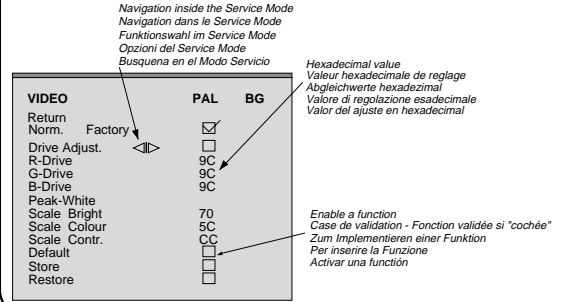 Navigation inside the Service Mode
Navigation dans le Service Mode
Funktionswahl im Service Mode
Opzioni del Service Mode
Busquena en el Modo Servicio
Hexadecimal value
Valeur hexadecimale de reglage
Abgleichwerte hexadezimal
Valore di regolazione esadecimale
Valor del ajuste en hexadecimal
VIDEO PAL BG
Return
Norm. Factory
Drive Adjust.
R-Drive 9C
G-Drive 9C
B-Drive 9C
Peak-White
Scale Bright 70
Scale Colour 5C
Scale Contr. CC
Default
Store
Restore
Enable a function
Case de validation - Fonction validée si "cochée"
Zum Implementieren einer Funktion
Per inserire la Funzione
Activar una función